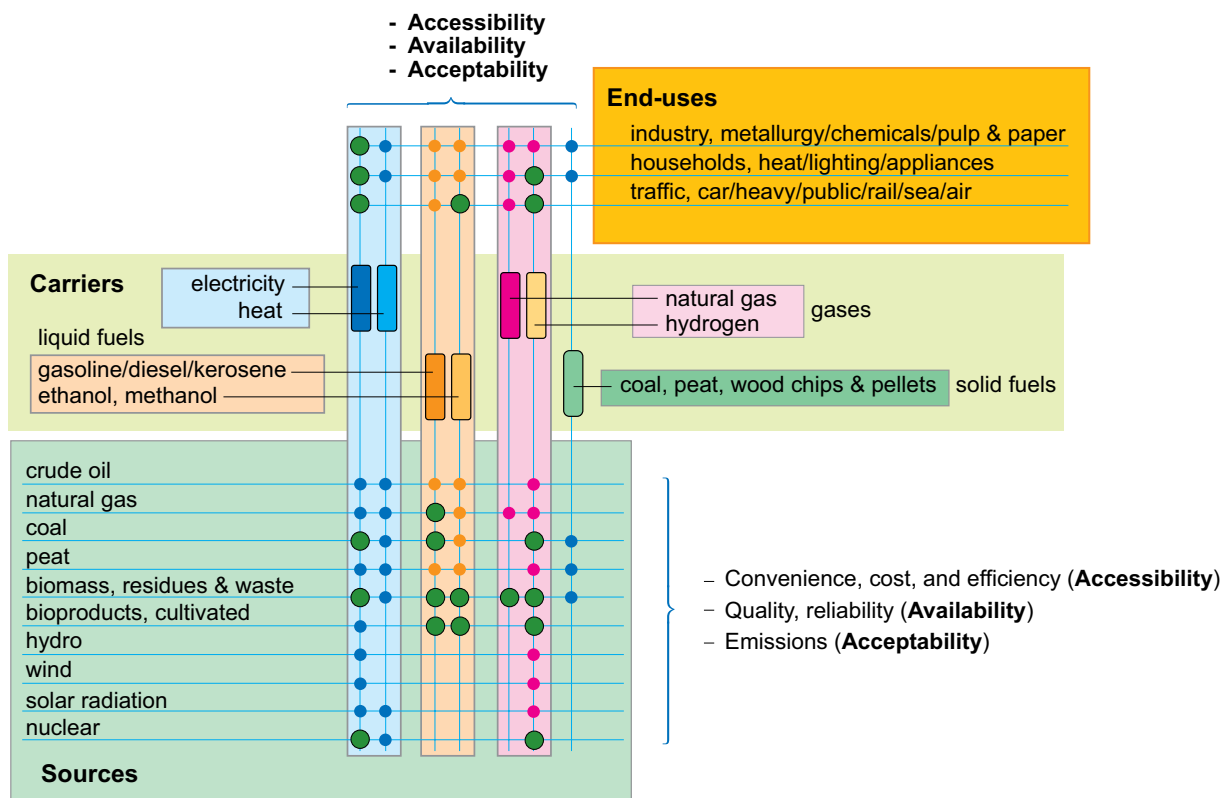 - Accessibility
- Availability
- Acceptability
End-uses
industry, metallurgy/chemicals/pulp & paper
households, heat/lighting/appliances
traffic, car/heavy/public/rail/sea/air
Carriers
electricity
heat
natural gas
hydrogen
gases
liquid fuels
gasoline/diesel/kerosene
ethanol, methanol
coal, peat, wood chips & pellets
solid fuels
crude oil
natural gas
coal
peat
biomass, residues & waste
bioproducts, cultivated
hydro
wind
solar radiation
nuclear
Sources
– Convenience, cost, and efficiency (Accessibility)
– Quality, reliability (Availability)
– Emissions (Acceptability)